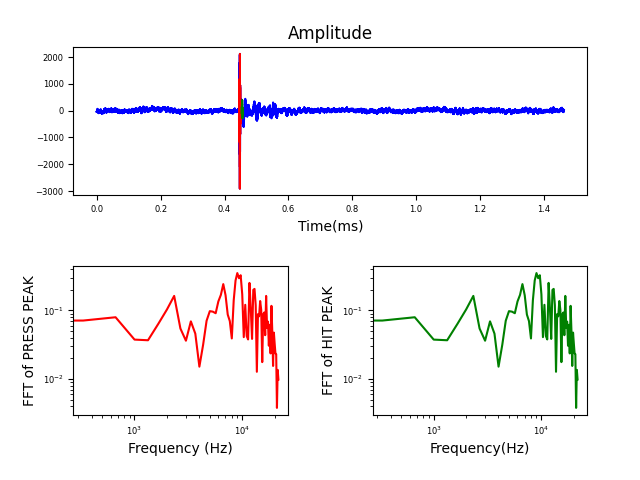 Amplitude
2000
1000
0
−1000
−2000
−3000
0.0 0.2 0.4 0.6 0.8 1.0 1.2 1.4
Time(ms)
FFT of PRESS PEAK
10⁻¹
10⁻²
10³ 10⁴
Frequency (Hz)
FFT of HIT PEAK
10⁻¹
10⁻²
10³ 10⁴
Frequency(Hz)